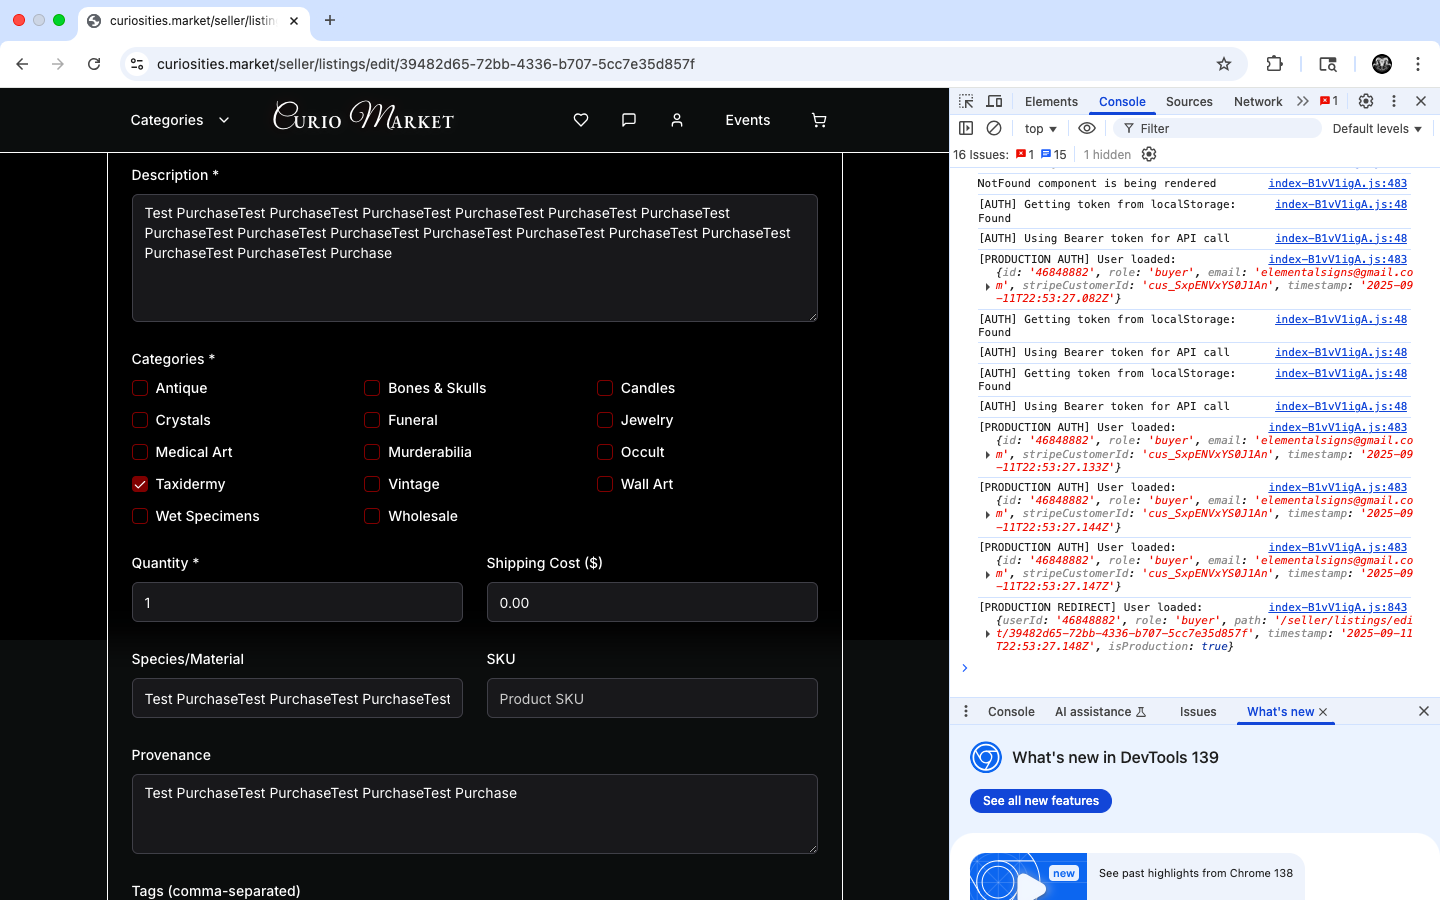 curiosities.market/seller/listin
curiosities.market/seller/listings/edit/39482d65-72bb-4336-b707-5cc7e35d857f
Categories
Curio Market
Events
Description *
Test PurchaseTest PurchaseTest PurchaseTest PurchaseTest PurchaseTest PurchaseTest
PurchaseTest PurchaseTest PurchaseTest PurchaseTest PurchaseTest PurchaseTest PurchaseTest
PurchaseTest PurchaseTest Purchase
Categories *
Antique
Bones & Skulls
Candles
Crystals
Funeral
Jewelry
Medical Art
Murderabilia
Occult
Taxidermy
Vintage
Wall Art
Wet Specimens
Wholesale
Quantity *
Shipping Cost ($)
1
0.00
Species/Material
SKU
Test PurchaseTest PurchaseTest PurchaseTest
Product SKU
Provenance
Test PurchaseTest PurchaseTest PurchaseTest Purchase
Tags (comma-separated)
Elements
Console
Sources
Network
1
top
Filter
Default levels
16 Issues:
1
15
1 hidden
NotFound component is being rendered index-B1vV1igA.js:483
[AUTH] Getting token from localStorage: index-B1vV1igA.js:48
Found
[AUTH] Using Bearer token for API call index-B1vV1igA.js:48
[PRODUCTION AUTH] User loaded: index-B1vV1igA.js:483
{id: '46848882', role: 'buyer', email: 'elementalsigns@gmail.co
m', stripeCustomerId: 'cus_SxpENVxYS0J1An', timestamp: '2025-09
-11T22:53:27.082Z'}
[AUTH] Getting token from localStorage: index-B1vV1igA.js:48
Found
[AUTH] Using Bearer token for API call index-B1vV1igA.js:48
[AUTH] Getting token from localStorage: index-B1vV1igA.js:48
Found
[AUTH] Using Bearer token for API call index-B1vV1igA.js:48
[PRODUCTION AUTH] User loaded: index-B1vV1igA.js:483
{id: '46848882', role: 'buyer', email: 'elementalsigns@gmail.co
m', stripeCustomerId: 'cus_SxpENVxYS0J1An', timestamp: '2025-09
-11T22:53:27.133Z'}
[PRODUCTION AUTH] User loaded: index-B1vV1igA.js:483
{id: '46848882', role: 'buyer', email: 'elementalsigns@gmail.co
m', stripeCustomerId: 'cus_SxpENVxYS0J1An', timestamp: '2025-09
-11T22:53:27.144Z'}
[PRODUCTION AUTH] User loaded: index-B1vV1igA.js:483
{id: '46848882', role: 'buyer', email: 'elementalsigns@gmail.co
m', stripeCustomerId: 'cus_SxpENVxYS0J1An', timestamp: '2025-09
-11T22:53:27.147Z'}
[PRODUCTION REDIRECT] User loaded: index-B1vV1igA.js:843
{userId: '46848882', role: 'buyer', path: '/seller/listings/edi
t/39482d65-72bb-4336-b707-5cc7e35d857f', timestamp: '2025-09-11
T22:53:27.148Z', isProduction: true}
Console
AI assistance
Issues
What's new
What's new in DevTools 139
See all new features
new
See past highlights from Chrome 138